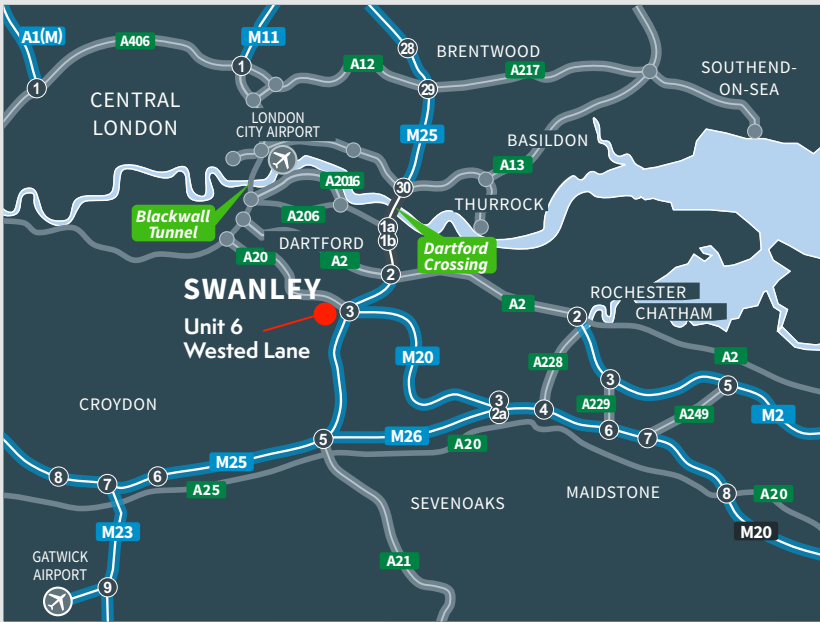 A1(M)
A406
M11
28
BRENTWOOD
1
A12
A217
SOUTHEND-
ON-SEA
1
29
CENTRAL
LONDON
LONDON
CITY AIRPORT
M25
BASILDON
A13
A2016
30
THURROCK
Blackwall
Tunnel
A206
1a
1b
DARTFORD
Dartford
Crossing
A20
A2
2
SWANLEY
ROCHESTER
CHATHAM
A2
3
2
Unit 6
Wested Lane
M20
A228
A2
3
5
CROYDON
3
2a
4
A229
A249
M2
5
M26
A20
6
7
M25
8
7
6
A25
SEVENOAKS
MAIDSTONE
8
A20
M23
M20
GATWICK
AIRPORT
A21
9